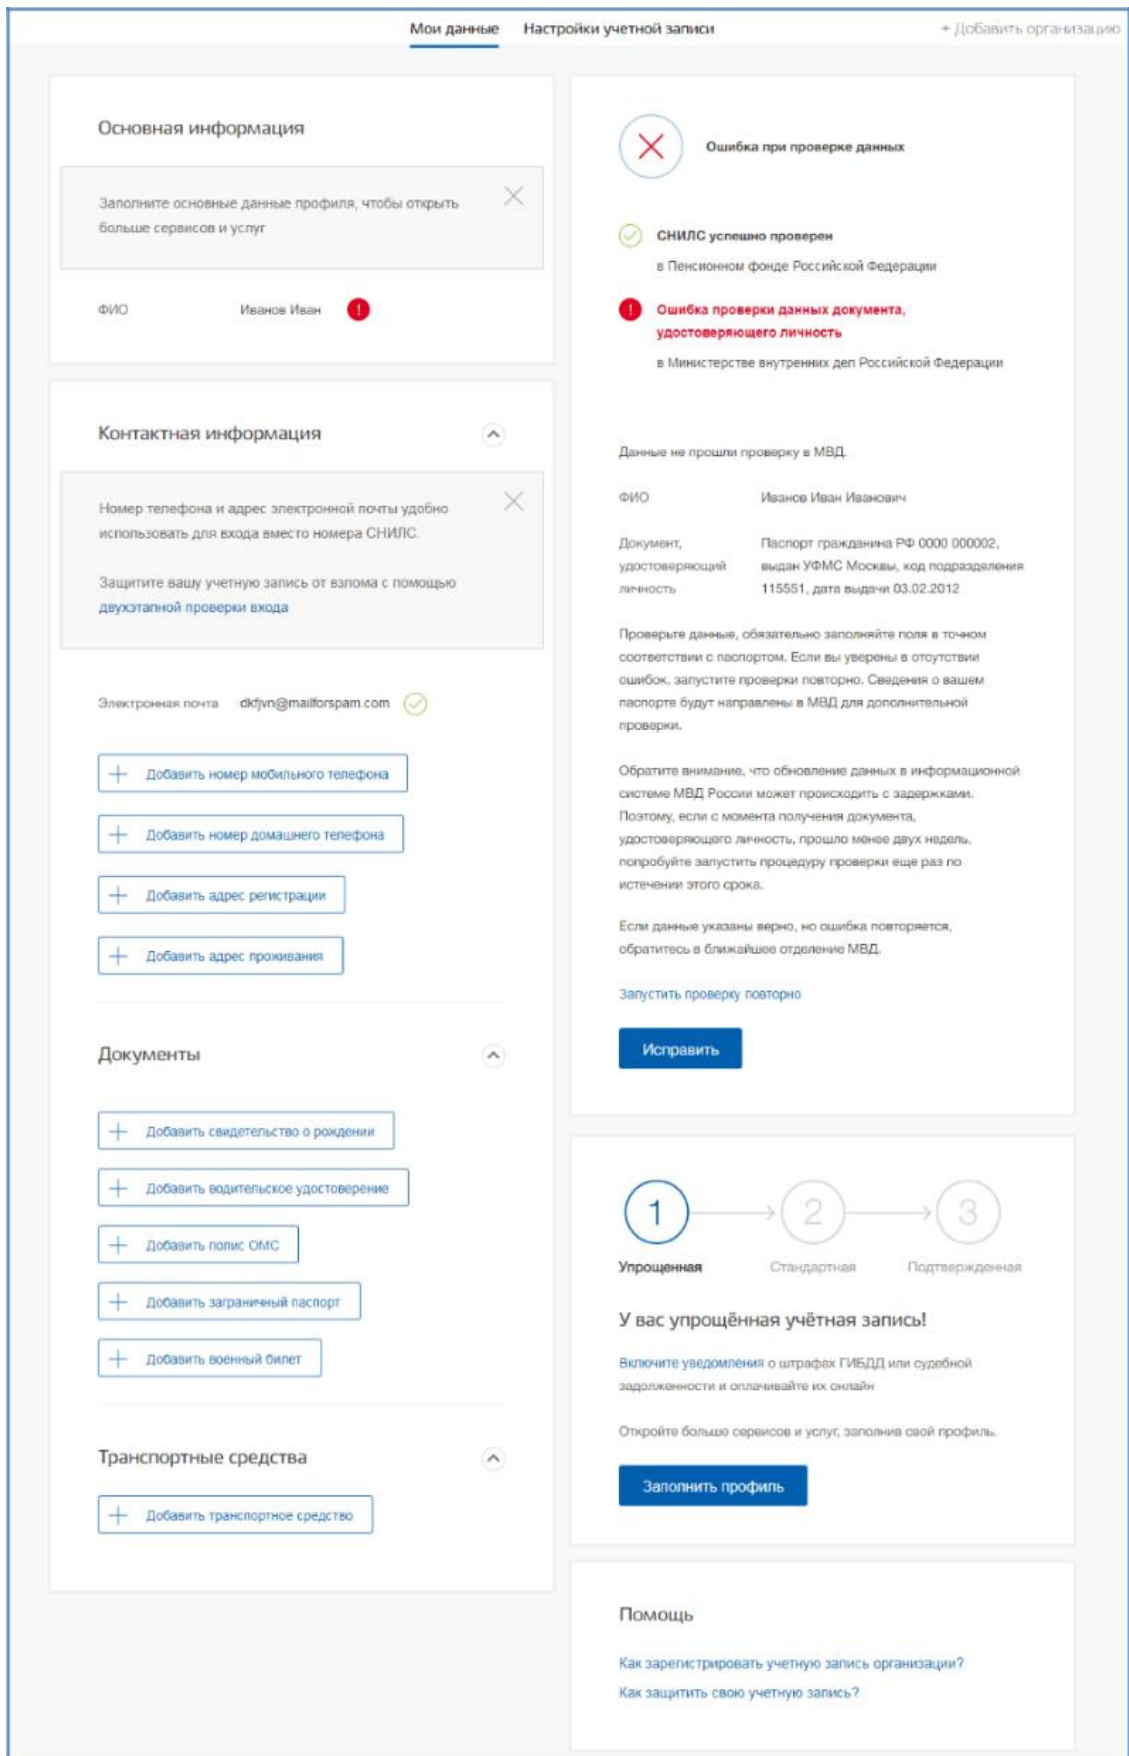 Мои данные
Настройки учетной записи
+ Добавить организацию
Основная информация
Заполните основные данные профиля, чтобы открыть
больше сервисов и услуг
ФИО
Иванов Иван
Контактная информация
Номер телефона и адрес электронной почты удобно
использовать для входа вместо номера СНИЛС.
Защитите вашу учетную запись от взлома с помощью
двухэтапной проверки входа
Электронная почта
dkfjvn@mailforspam.com
Добавить номер мобильного телефона
Добавить номер домашнего телефона
Добавить адрес регистрации
Добавить адрес проживания
Документы
Добавить свидетельство о рождении
Добавить водительское удостоверение
Добавить полис ОМС
Добавить заграничный паспорт
Добавить военный билет
Транспортные средства
Добавить транспортное средство
Ошибка при проверке данных
СНИЛС успешно проверен
в Пенсионном фонде Российской Федерации
Ошибка проверки данных документа,
удостоверяющего личность
в Министерстве внутренних дел Российской Федерации
Данные не прошли проверку в МВД.
ФИО
Иванов Иван Иванович
Документ,
удостоверяющий
личность
Паспорт гражданина РФ 0000 000002,
выдан УФМС Москвы, код подразделения
115551, дата выдачи 03.02.2012
Проверьте данные, обязательно заполняйте поля в точном
соответствии с паспортом. Если вы уверены в отсутствии
ошибок, запустите проверки повторно. Сведения о вашем
паспорте будут направлены в МВД для дополнительной
проверки.
Обратите внимание, что обновление данных в информационной
системе МВД России может происходить с задержками.
Поэтому, если с момента получения документа,
удостоверяющего личность, прошло менее двух недель,
попробуйте запустить процедуру проверки еще раз по
истечении этого срока.
Если данные указаны верно, но ошибка повторяется,
обратитесь в ближайшее отделение МВД.
Запустить проверку повторно
Исправить
1
2
3
Упрощенная
Стандартная
Подтвержденная
У вас упрощённая учётная запись!
Включите уведомления о штрафах ГИБДД или судебной
задолженности и оплачивайте их онлайн
Откройте больше сервисов и услуг, заполнив свой профиль.
Заполнить профиль
Помощь
Как зарегистрировать учетную запись организации?
Как защитить свою учетную запись?